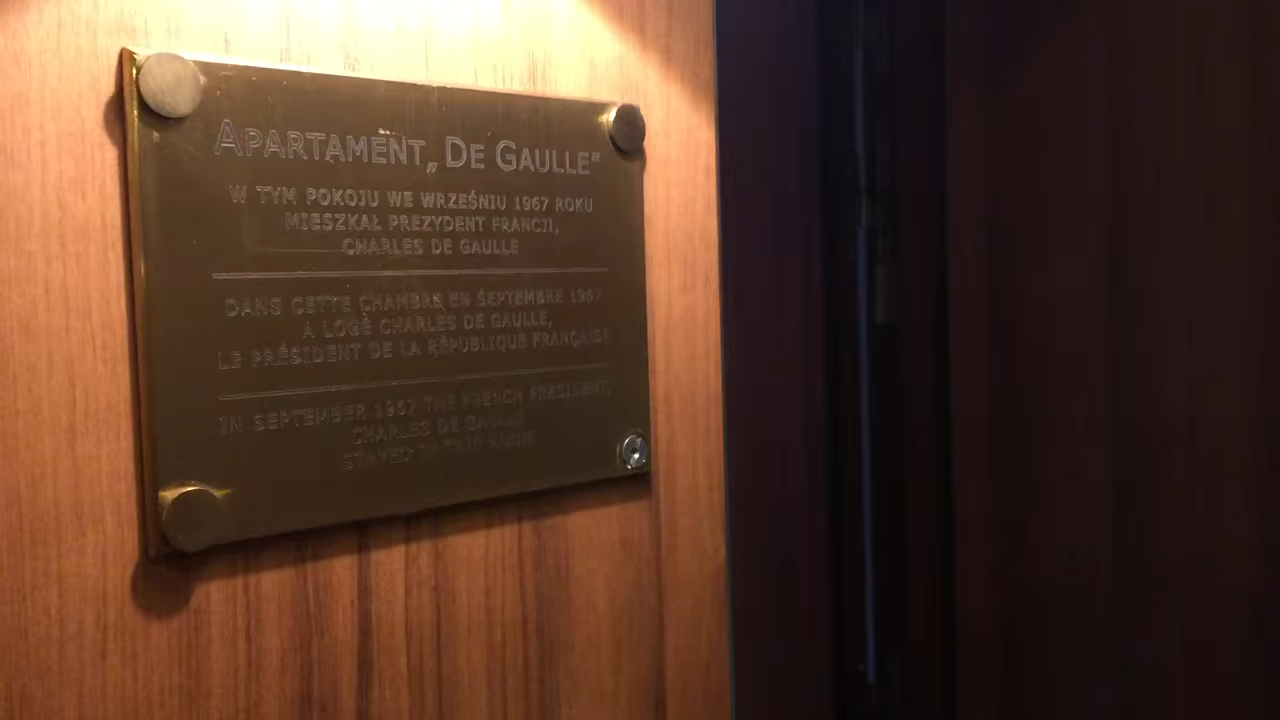 APARTAMENT „DE GAULLE”
W TYM POKOJU WE WRZEŚNIU 1967 ROKU
MIESZKAŁ PREZYDENT FRANCJI,
CHARLES DE GAULLE
DANS CETTE CHAMBRE EN SEPTEMBRE 1967
A LOGÉ CHARLES DE GAULLE,
LE PRÉSIDENT DE LA RÉPUBLIQUE FRANÇAISE
IN SEPTEMBER 1967 THE FRENCH PRESIDENT,
CHARLES DE GAULLE
STAYED IN THIS ROOM